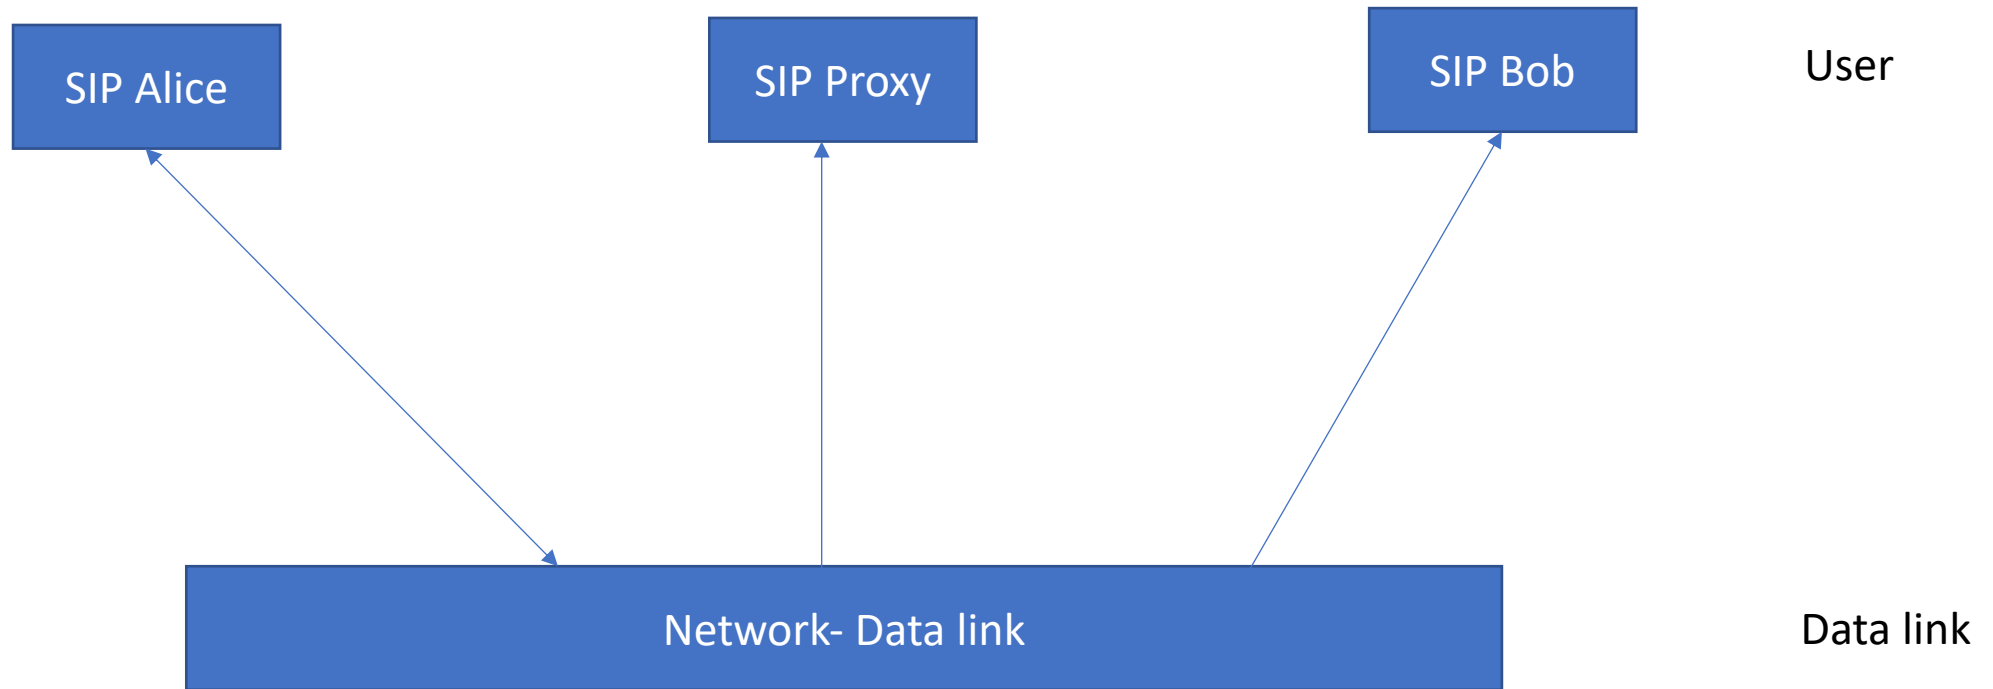 SIP Alice
SIP Proxy
SIP Bob
User
Network- Data link
Data link